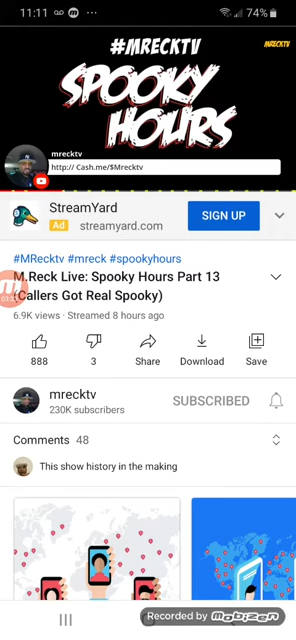 11:11
74%
#MRECKTV
MRECKTV
SPOOKY
HOURS
mrecktv
http:// Cash.me/$Mrecktv
StreamYard
Ad streamyard.com
SIGN UP
#MRecktv #mreck #spookyhours
M.Reck Live: Spooky Hours Part 13
(Callers Got Real Spooky)
6.9K views · Streamed 8 hours ago
888
3
Share
Download
Save
mrecktv
230K subscribers
SUBSCRIBED
Comments 48
This show history in the making
Recorded by Mobizen